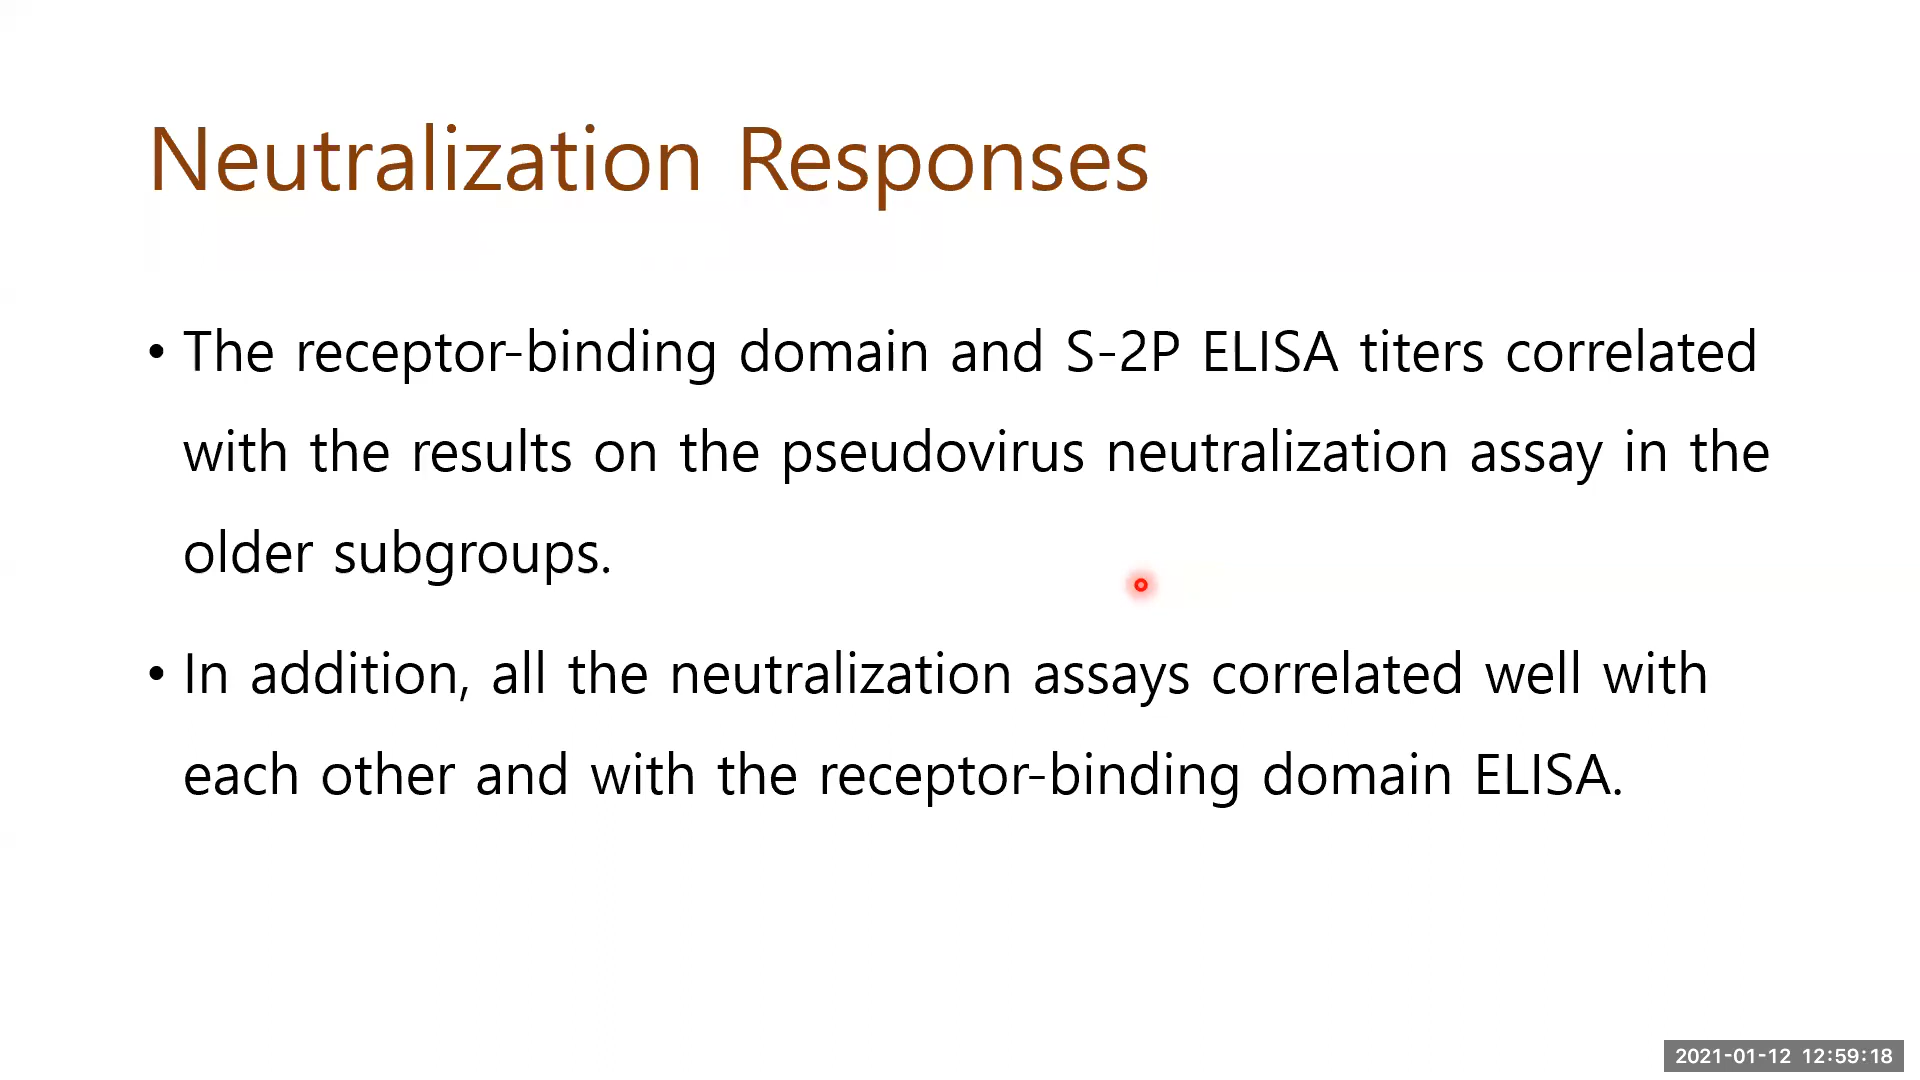 Neutralization Responses
• The receptor-binding domain and S-2P ELISA titers correlated
with the results on the pseudovirus neutralization assay in the
older subgroups.
• In addition, all the neutralization assays correlated well with
each other and with the receptor-binding domain ELISA.
2021-01-12 12:59:18